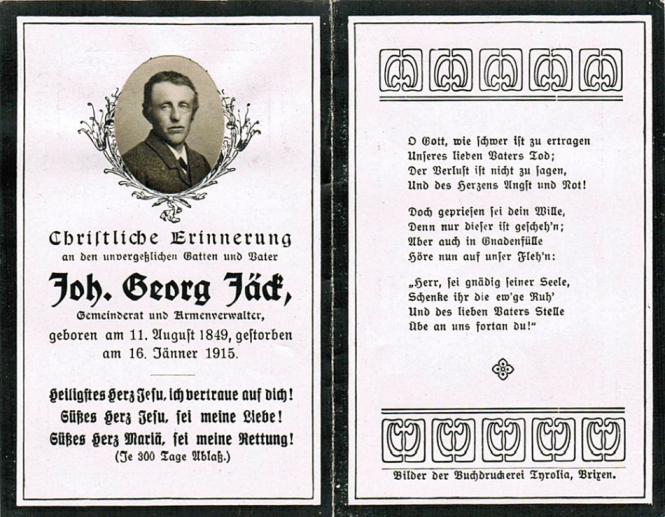 Christliche Erinnerung
an den unvergeßlichen Gatten und Vater
Joh. Georg Jäck,
Gemeinderat und Armenverwalter,
geboren am 11. August 1849, gestorben
am 16. Jänner 1915.
Heiligstes Herz Jesu, ich vertraue auf dich!
Süßes Herz Jesu, sei meine Liebe!
Süßes Herz Mariä, sei meine Rettung!
(Je 300 Tage Ablaß.)
O Gott, wie schwer ist zu ertragen
Unseres lieben Vaters Tod;
Der Verlust ist nicht zu sagen,
Und des Herzens Angst und Not!
Doch gepriesen sei dein Wille,
Denn nur dieser ist gescheh'n;
Aber auch in Gnadenfülle
Höre nun auf unser Fleh'n:
„Herr, sei gnädig seiner Seele,
Schenke ihr die ew'ge Ruh'
Und des lieben Vaters Stelle
Übe an uns fortan du!“
Bilder der Buchdruckerei Tyrolia, Brixen.